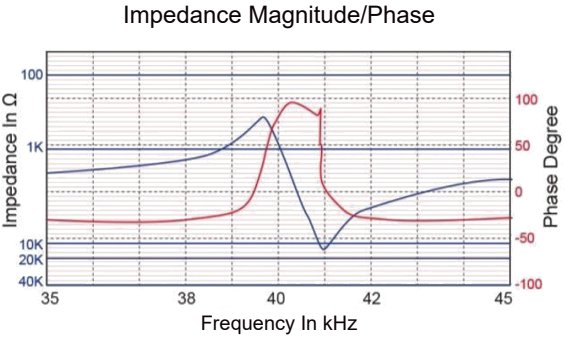 Impedance Magnitude/Phase
Impedance In Ω
100
1K
10K
20K
40K
100
50
0
-50
-100
Phase Degree
35 38 40 42 45
Frequency In kHz